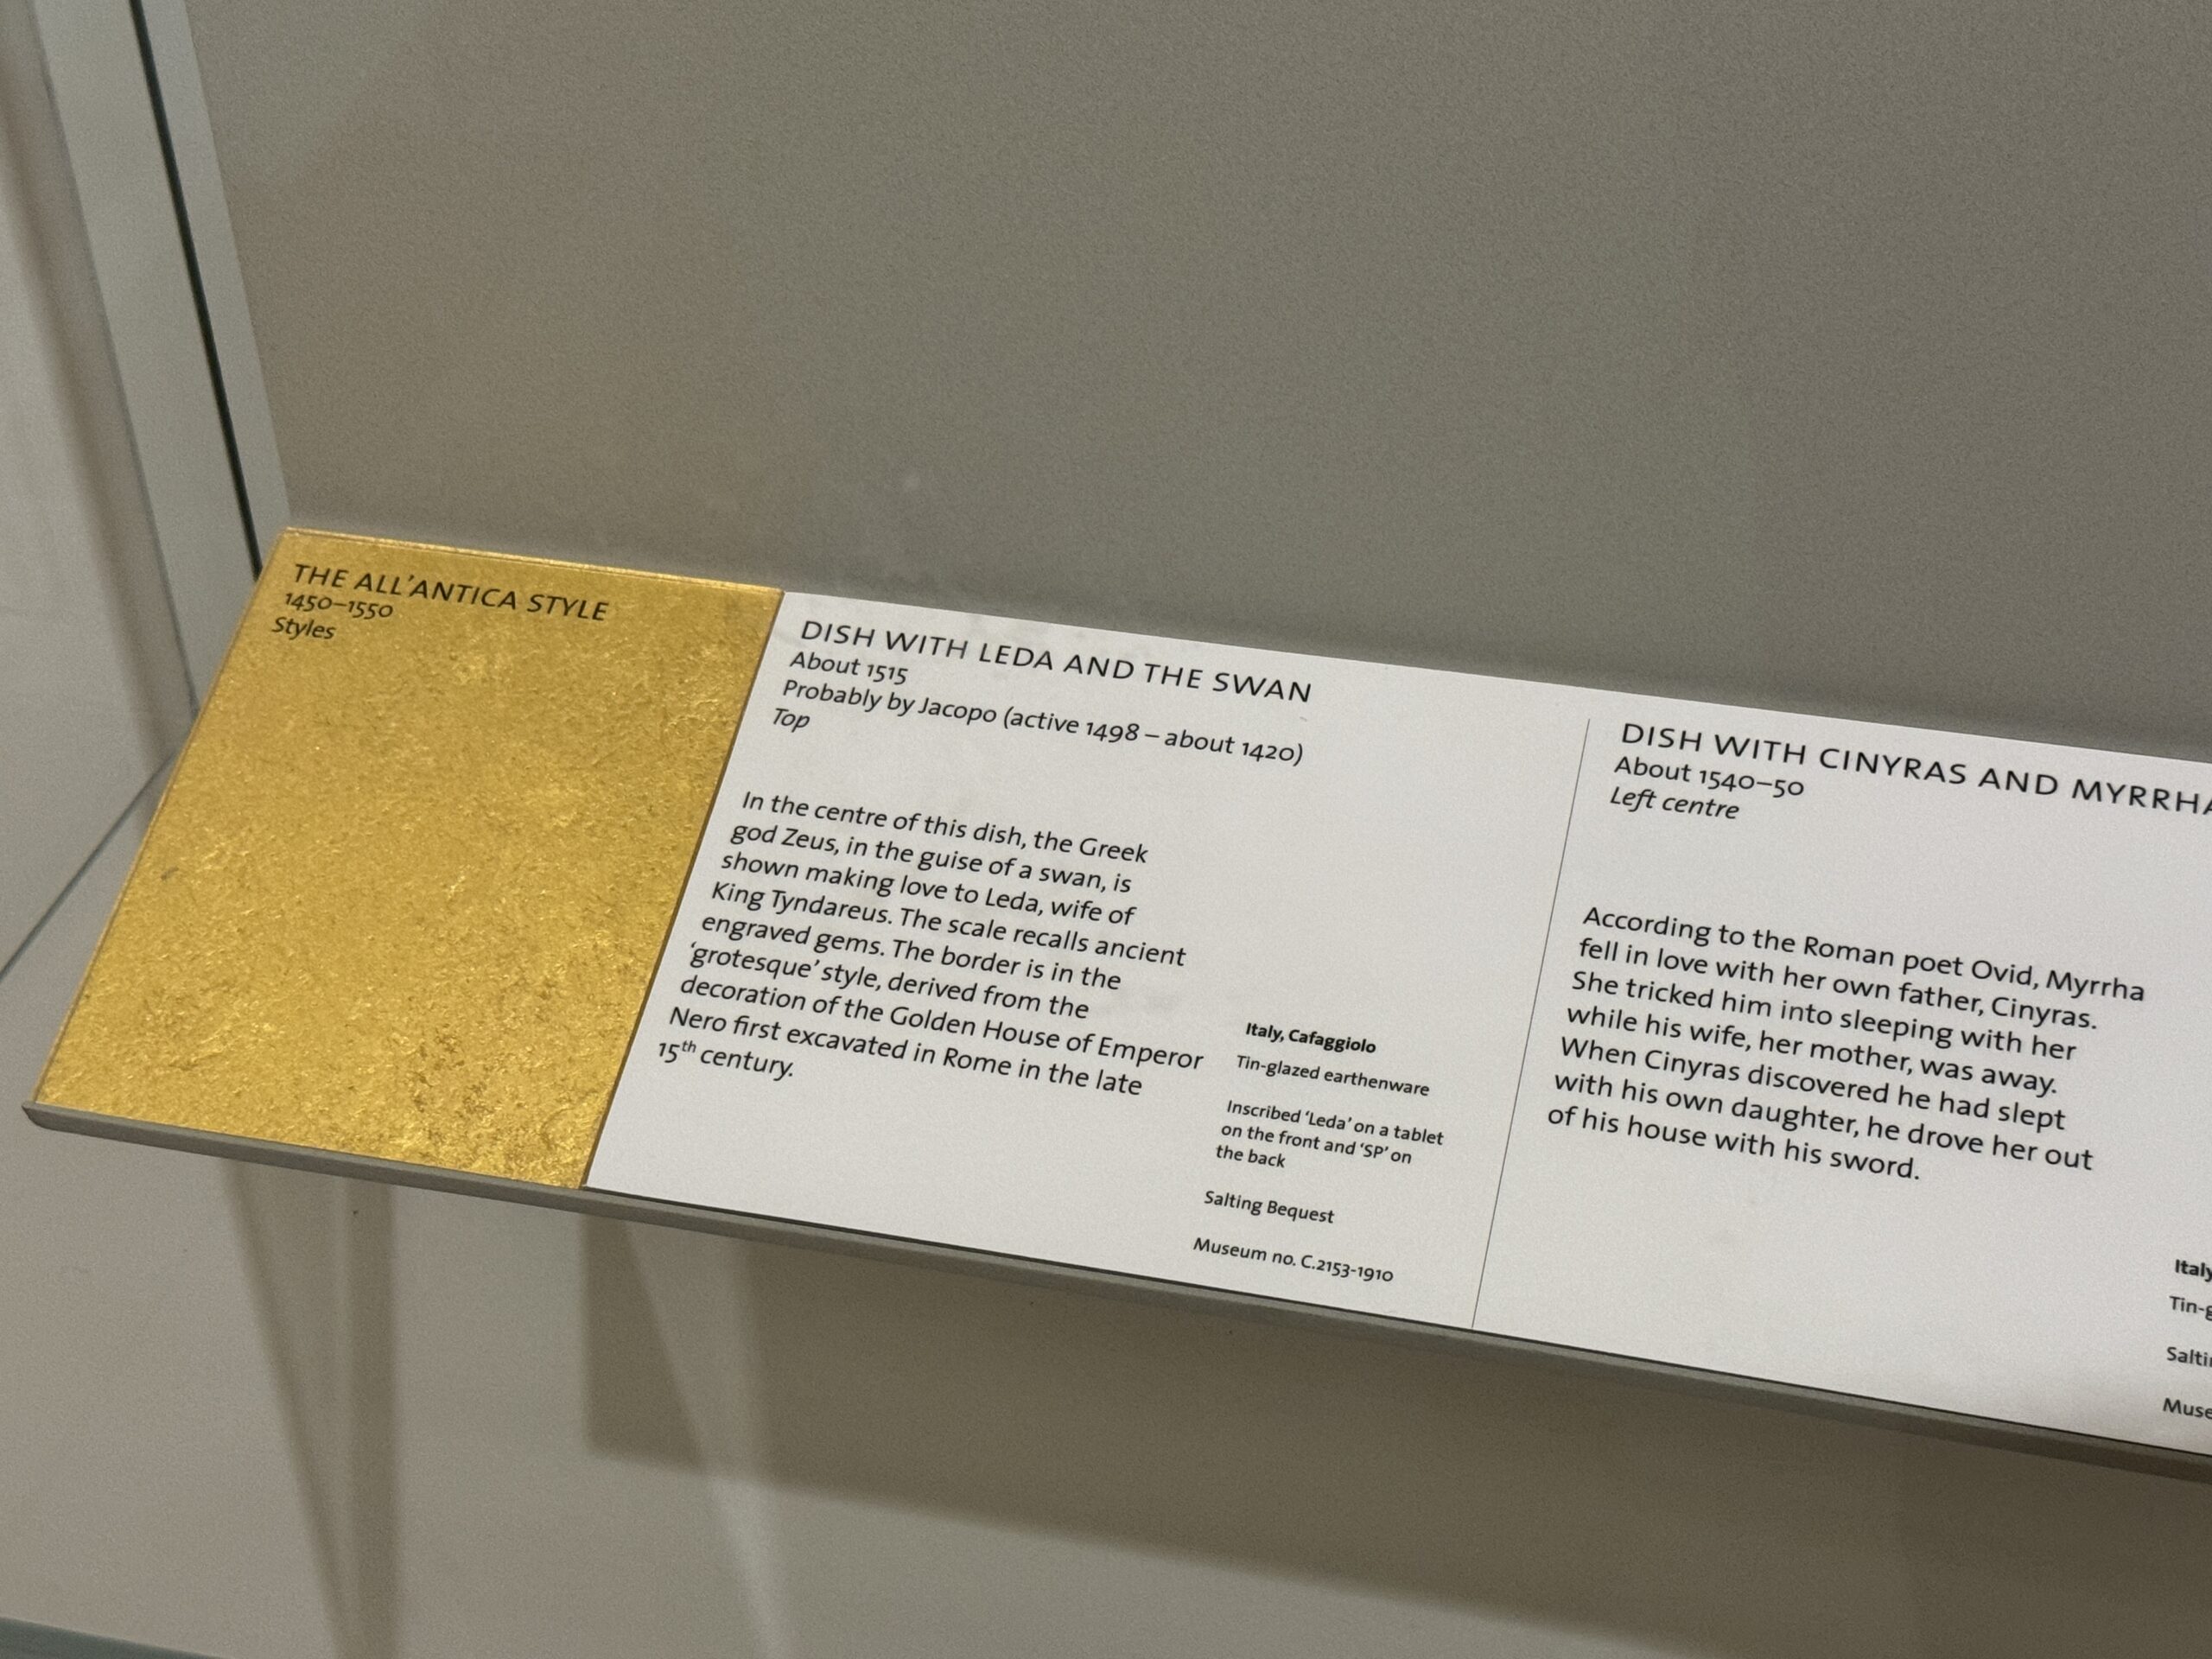 THE ALL'ANTICA STYLE
1450–1550
Styles
DISH WITH LEDA AND THE SWAN
About 1515
Probably by Jacopo (active 1498 – about 1420)
Top
In the centre of this dish, the Greek
god Zeus, in the guise of a swan, is
shown making love to Leda, wife of
King Tyndareus. The scale recalls ancient
engraved gems. The border is in the
‘grotesque’ style, derived from the
decoration of the Golden House of Emperor
Nero first excavated in Rome in the late
15th century.
Italy, Cafaggiolo
Tin-glazed earthenware
Inscribed ‘Leda’ on a tablet
on the front and ‘SP’ on
the back
Salting Bequest
Museum no. C.2153-1910
DISH WITH CINYRAS AND MYRRHA
About 1540–50
Left centre
According to the Roman poet Ovid, Myrrha
fell in love with her own father, Cinyras.
She tricked him into sleeping with her
while his wife, her mother, was away.
When Cinyras discovered he had slept
with his own daughter, he drove her out
of his house with his sword.
Italy